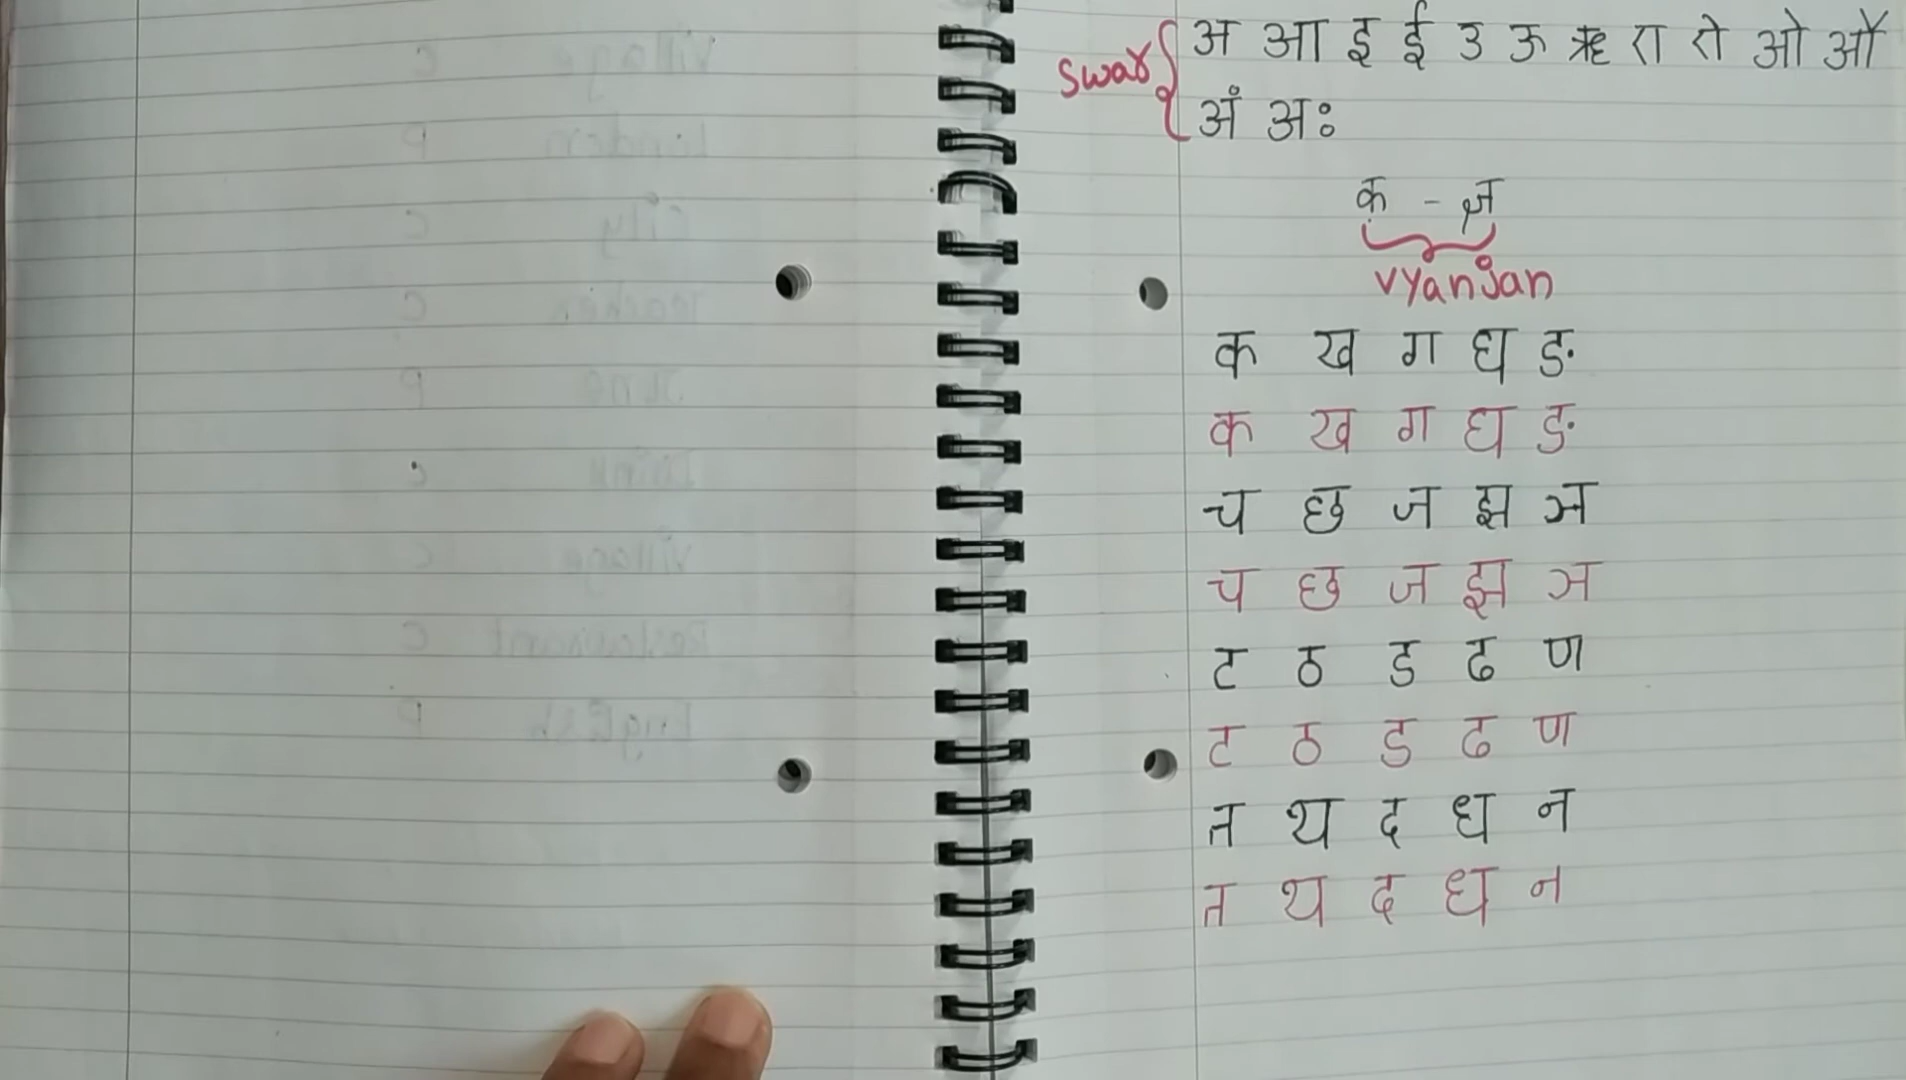 swar { अ आ इ ई उ ऊ ऋ ए ऐ ओ औ
अं अः
क - ज्ञ
vyanjan
क ख ग घ ङ
क ख ग घ ङ
च छ ज झ ञ
च छ ज झ ञ
ट ठ ड ढ ण
ट ठ ड ढ ण
त थ द ध न
त थ द ध न